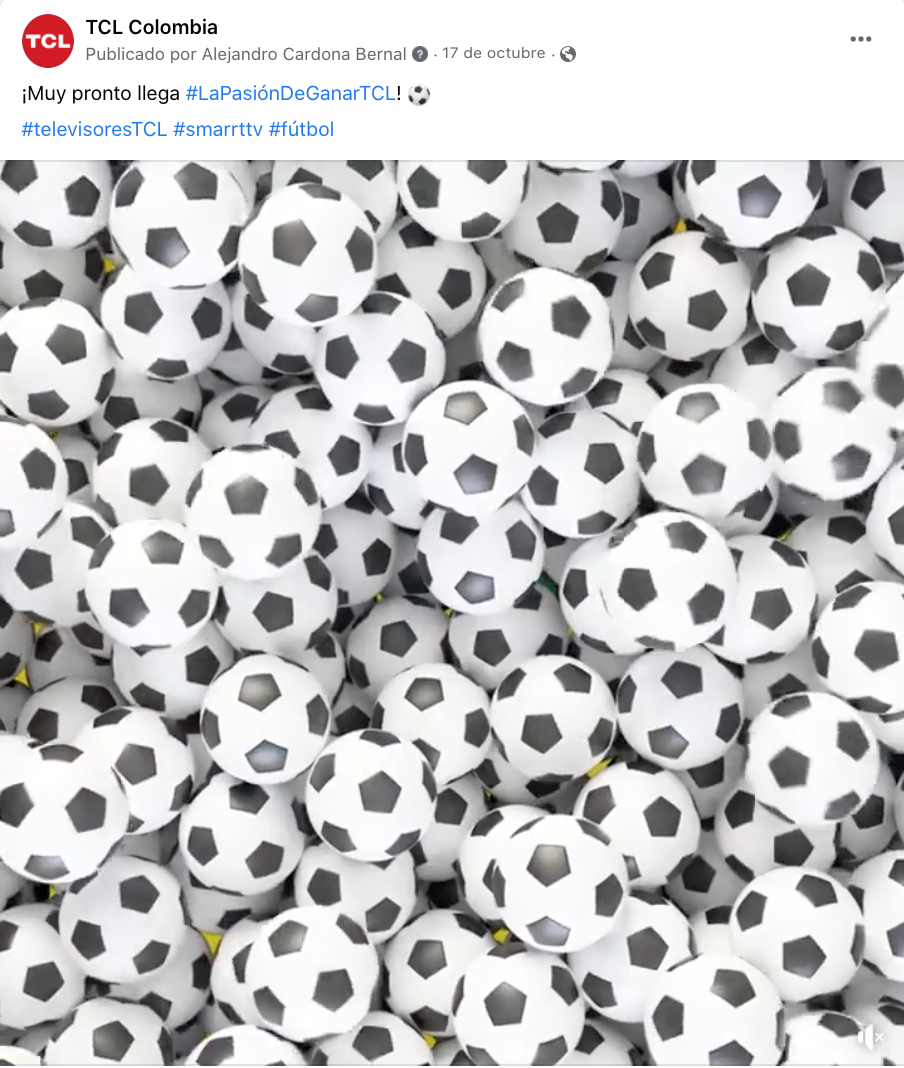 TCL
TCL Colombia
Publicado por Alejandro Cardona Bernal ? · 17 de octubre ·
¡Muy pronto llega #LaPasiónDeGanarTCL! ⚽
#televisoresTCL #smarrttv #fútbol